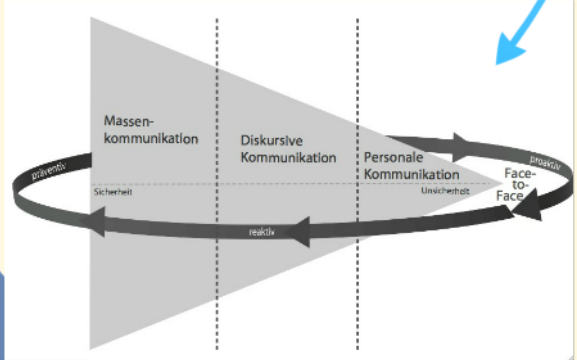 Massen-
kommunikation
Diskursive
Kommunikation
Personale
Kommunikation
präventiv
proaktiv
Face-
to-
Face
Sicherheit
Unsicherheit
reaktiv